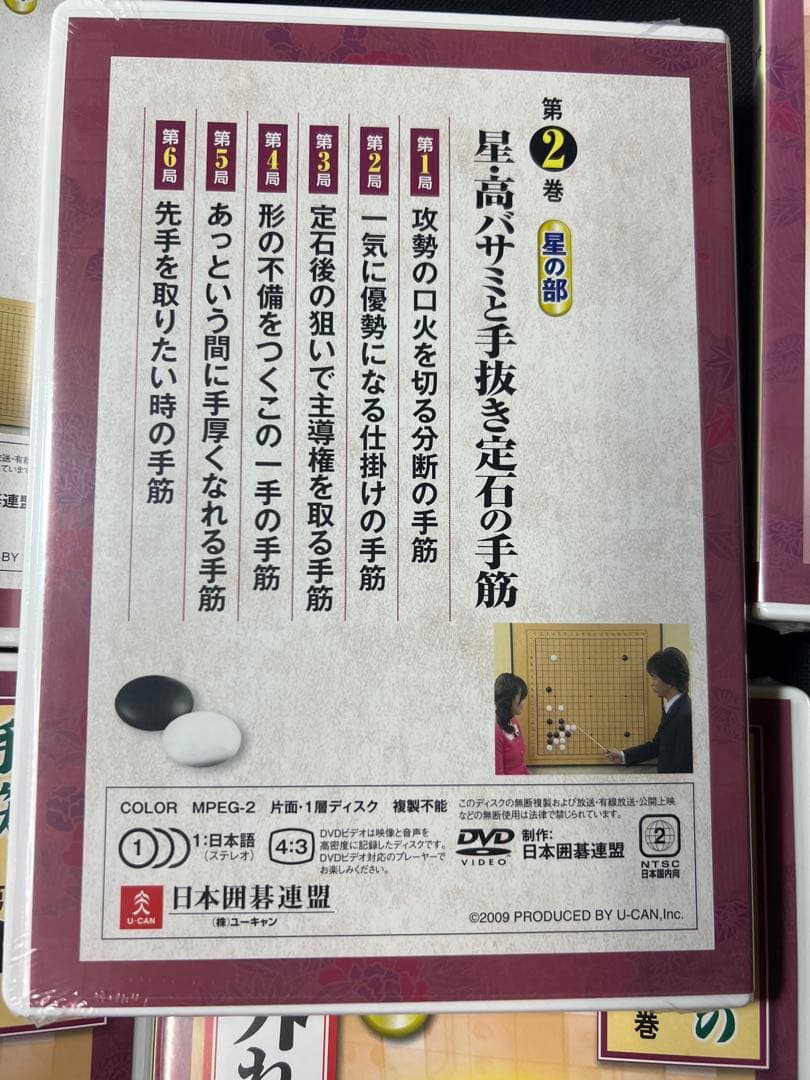 第2巻 星の部
星・高バサミと手抜き定石の手筋
第1局 攻勢の口火を切る分断の手筋
第2局 一気に優勢になる仕掛けの手筋
第3局 定石後の狙いで主導権を取る手筋
第4局 形の不備をつくこの一手の手筋
第5局 あっという間に手厚くなれる手筋
第6局 先手を取りたい時の手筋
COLOR MPEG-2 片面・1層ディスク 複製不能
このディスクの無断複製および放送・有線放送・公開上映
などの無断使用は法律で禁じられています。
1
1:日本語
(ステレオ)
4:3
DVDビデオは映像と音声を
高密度に記録したディスクです。
DVDビデオ対応のプレーヤーで
お楽しみください。
DVD
VIDEO
制作:
日本囲碁連盟
2
NTSC
日本国内向
U-CAN
日本囲碁連盟
(株)ユーキャン
©2009 PRODUCED BY U-CAN,Inc.
BY
の
巻